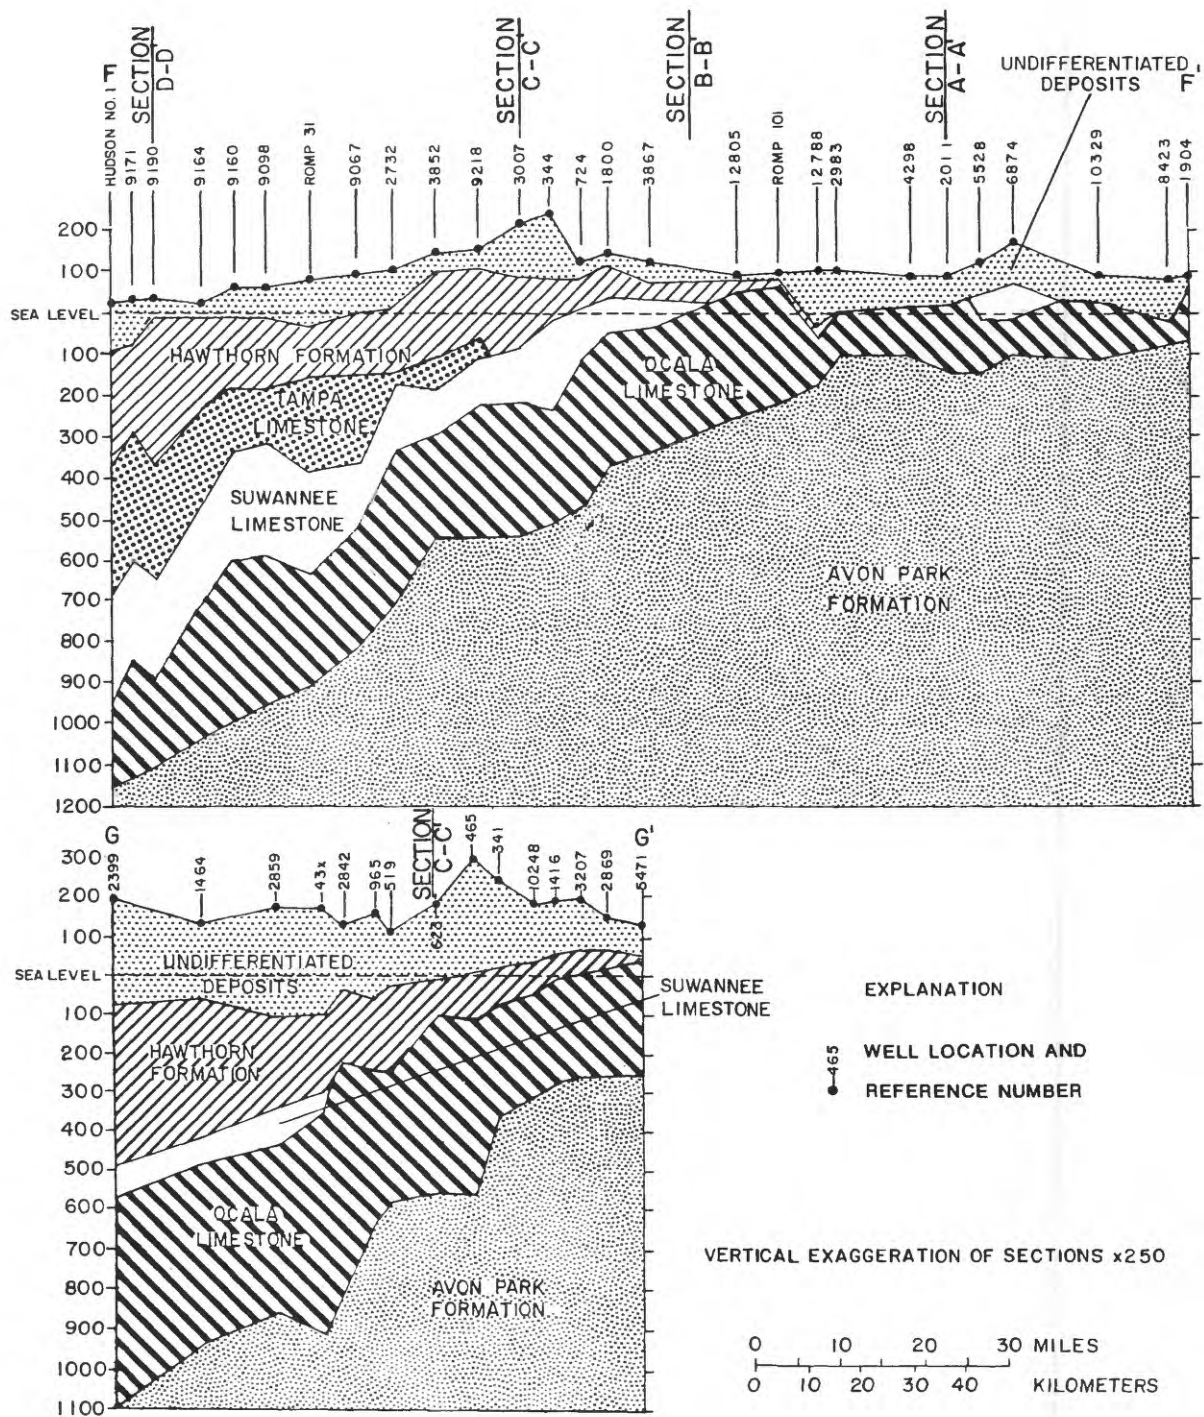 SECTION D-D'
SECTION C-C'
SECTION B-B'
SECTION A-A'
UNDIFFERENTIATED
DEPOSITS
F
F'
HUDSON NO. 1
9171
9190
9164
9160
9098
ROMP 31
9067
2732
3852
9218
3007
344
724
1800
3867
12805
ROMP 101
12788
2983
4298
2011
5528
6874
10329
8423
1904
200
100
SEA LEVEL
100
200
300
400
500
600
700
800
900
1000
1100
1200
HAWTHORN FORMATION
TAMPA
LIMESTONE
SUWANNEE
LIMESTONE
OCALA
LIMESTONE
AVON PARK
FORMATION
G
G'
SECTION C-C'
2399
1464
2859
43x
2842
965
519
623
465
341
10248
1416
3207
2869
5471
300
200
100
SEA LEVEL
100
200
300
400
500
600
700
800
900
1000
1100
UNDIFFERENTIATED
DEPOSITS
HAWTHORN
FORMATION
OCALA
LIMESTONE
AVON PARK
FORMATION
SUWANNEE
LIMESTONE
EXPLANATION
465
WELL LOCATION AND
REFERENCE NUMBER
VERTICAL EXAGGERATION OF SECTIONS x250
0 10 20 30 MILES
0 10 20 30 40 KILOMETERS